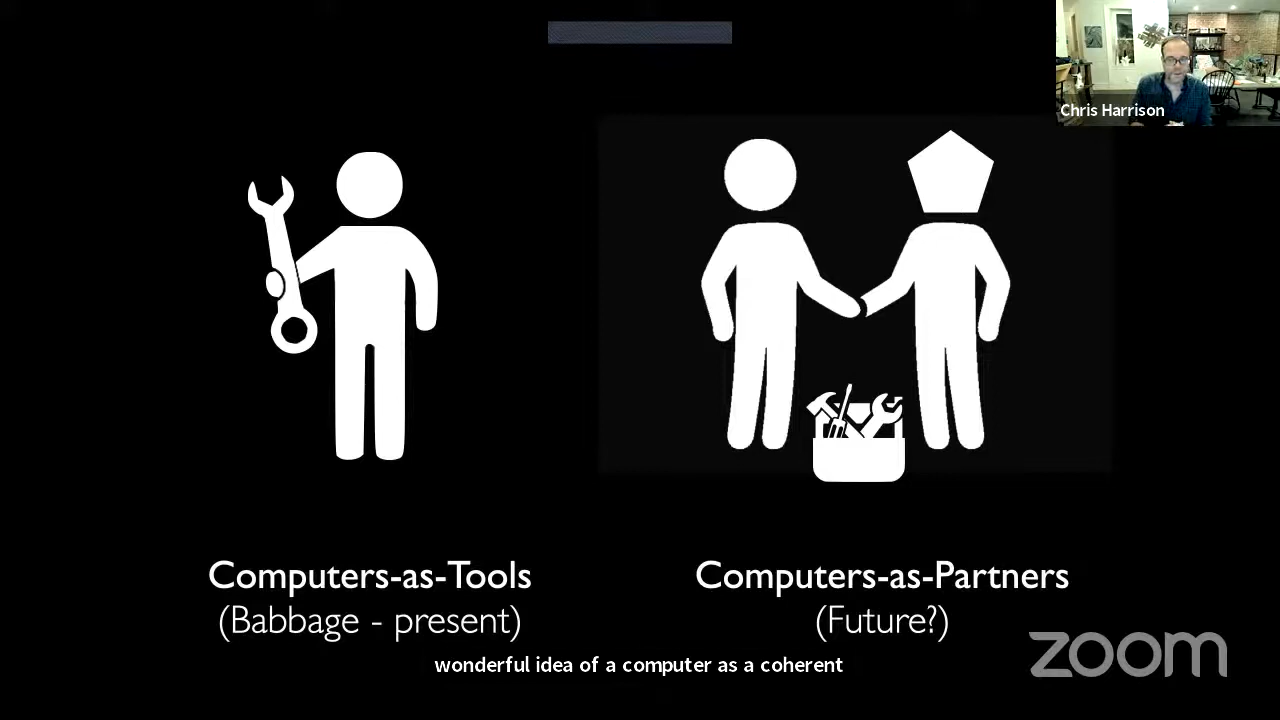 Chris Harrison
Computers-as-Tools
(Babbage - present)
Computers-as-Partners
(Future?)
wonderful idea of a computer as a coherent
zoom